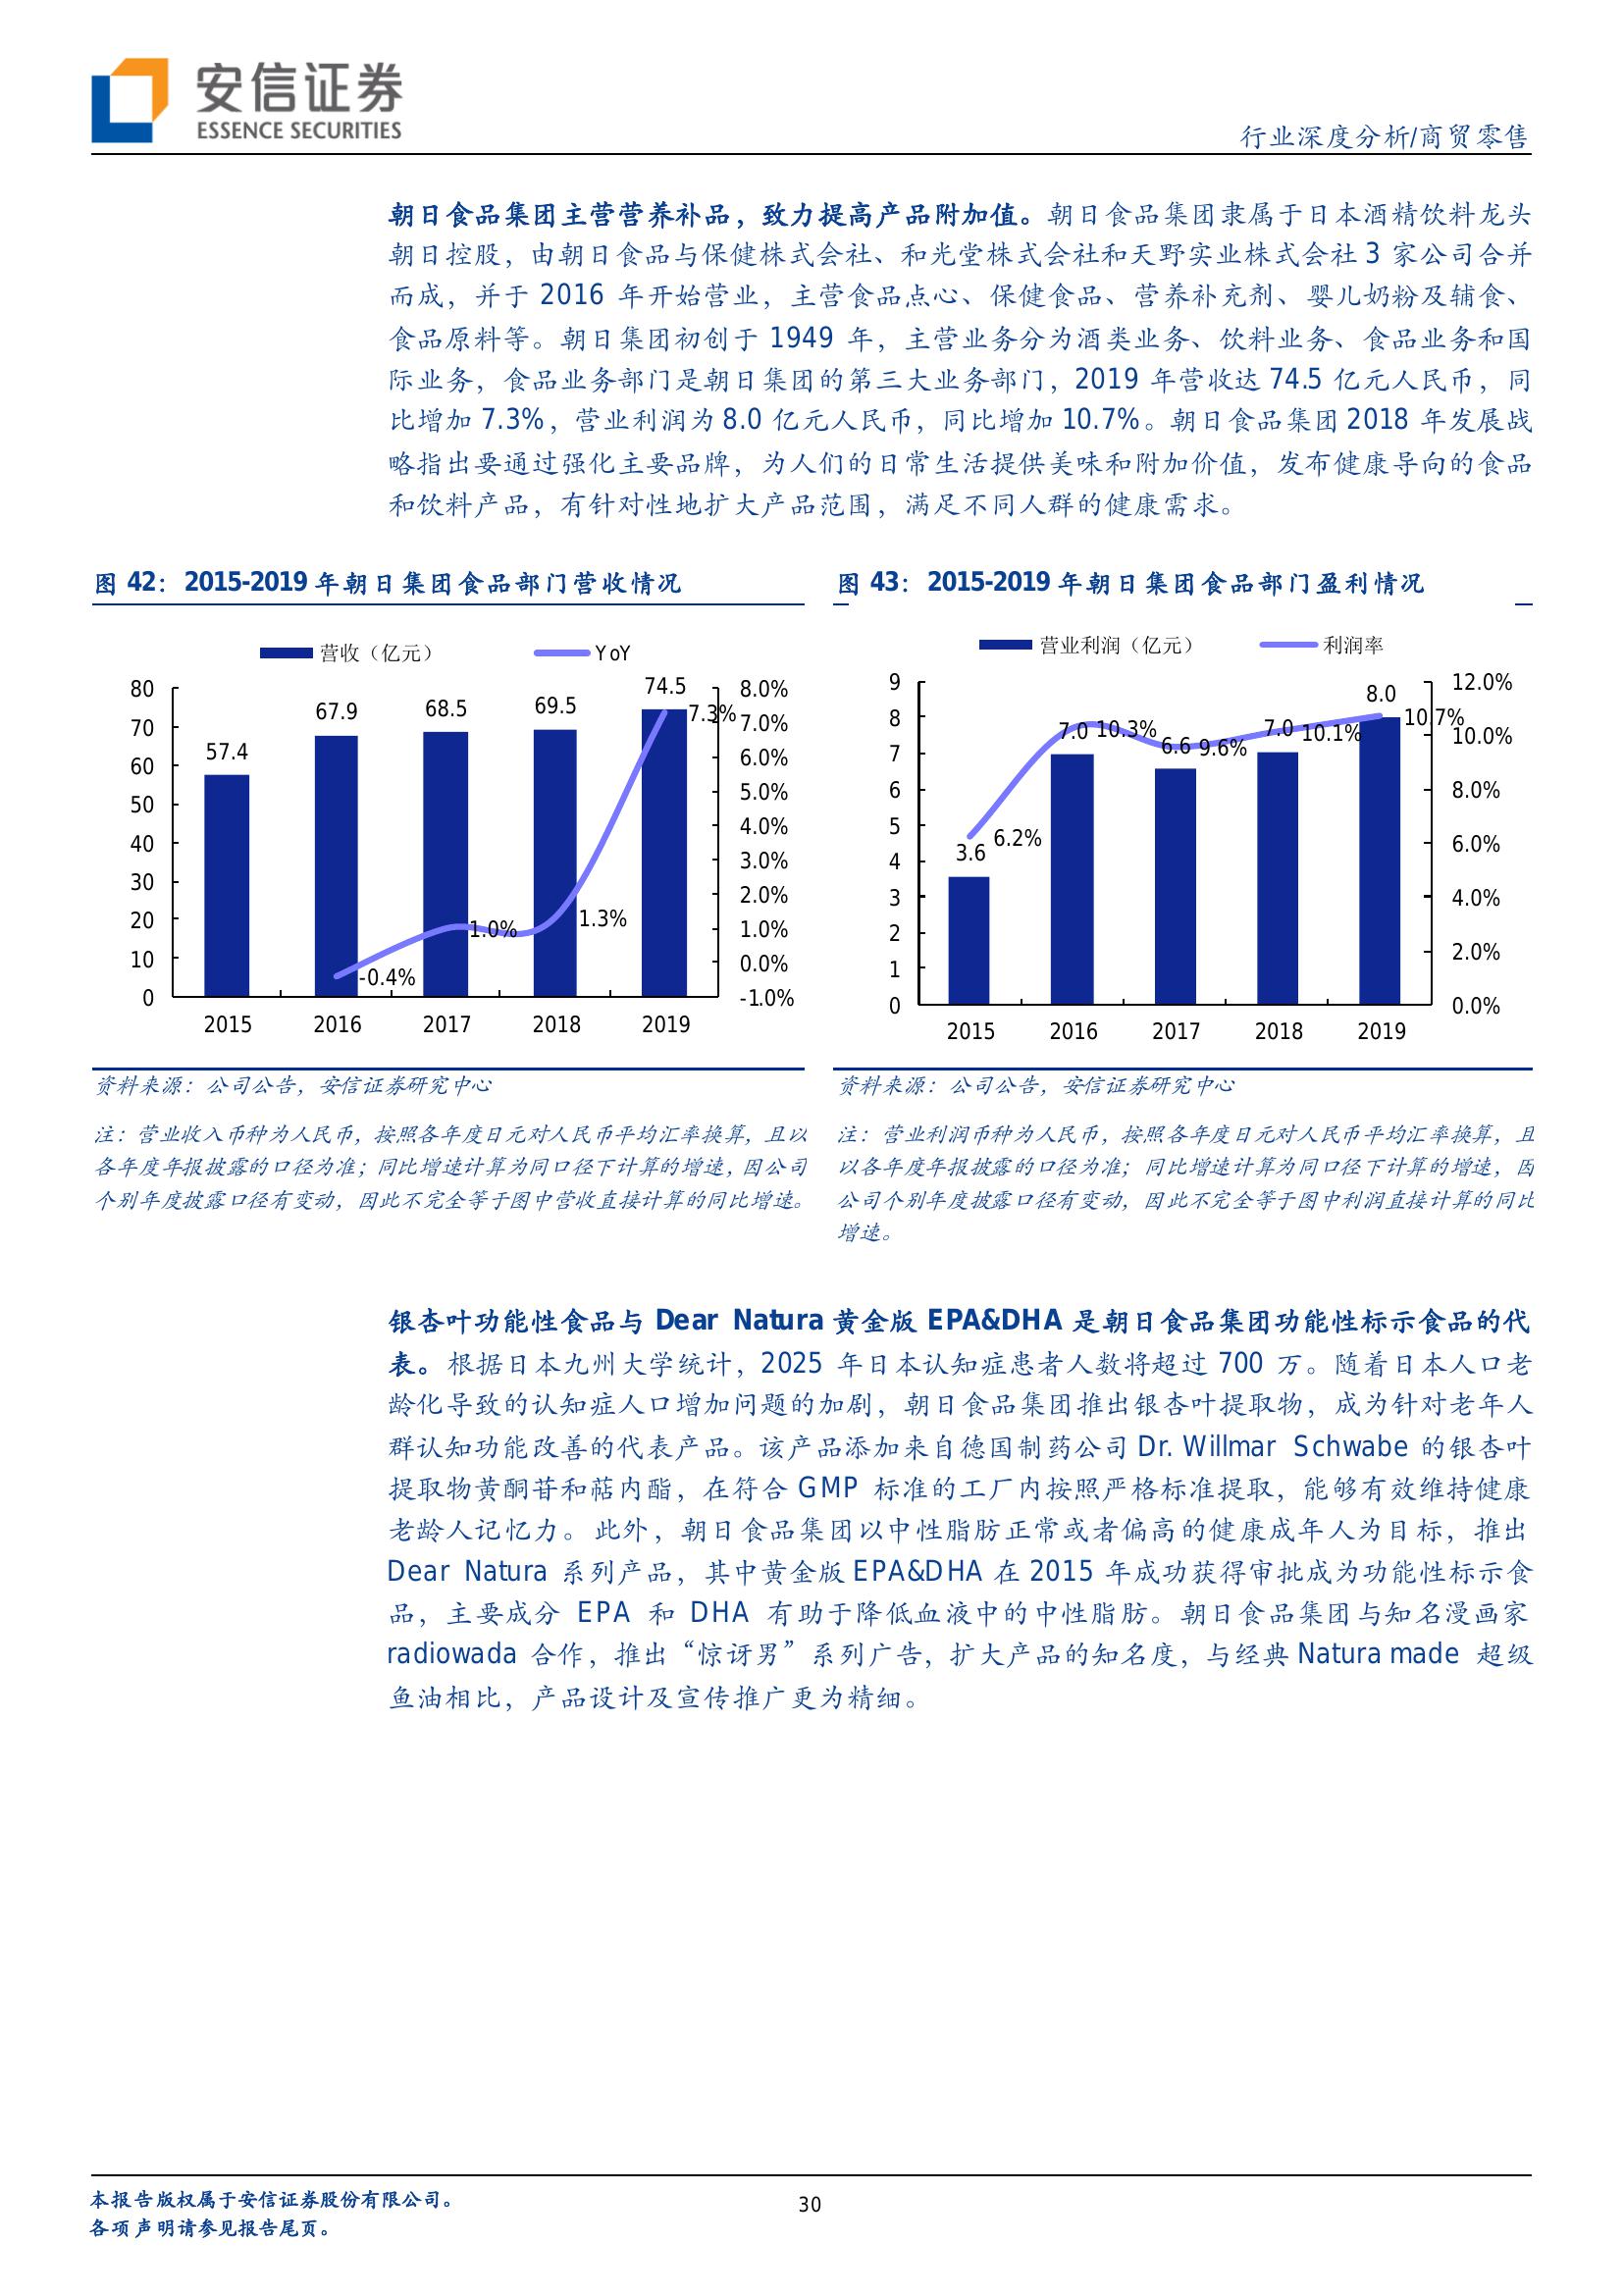 安信证券
ESSENCE SECURITIES
行业深度分析/商贸零售
朝日食品集团主营营养补品，致力提高产品附加值。朝日食品集团隶属于日本酒精饮料龙头
朝日控股，由朝日食品与保健株式会社、和光堂株式会社和天野实业株式会社 3 家公司合并
而成，并于 2016 年开始营业，主营食品点心、保健食品、营养补充剂、婴儿奶粉及辅食、
食品原料等。朝日集团初创于 1949 年，主营业务分为酒类业务、饮料业务、食品业务和国
际业务，食品业务部门是朝日集团的第三大业务部门，2019 年营收达 74.5 亿元人民币，同
比增加 7.3%，营业利润为 8.0 亿元人民币，同比增加 10.7%。朝日食品集团 2018 年发展战
略指出要通过强化主要品牌，为人们的日常生活提供美味和附加价值，发布健康导向的食品
和饮料产品，有针对性地扩大产品范围，满足不同人群的健康需求。
图 42：2015-2019 年朝日集团食品部门营收情况
营收（亿元） YoY
80
70
60
50
40
30
20
10
0
57.4
67.9
68.5
69.5
74.5
-0.4%
1.0%
1.3%
7.3%
8.0%
7.0%
6.0%
5.0%
4.0%
3.0%
2.0%
1.0%
0.0%
-1.0%
2015 2016 2017 2018 2019
资料来源：公司公告，安信证券研究中心
注：营业收入币种为人民币，按照各年度日元对人民币平均汇率换算，且以
各年度年报披露的口径为准；同比增速计算为同口径下计算的增速，因公司
个别年度披露口径有变动，因此不完全等于图中营收直接计算的同比增速。
图 43：2015-2019 年朝日集团食品部门盈利情况
营业利润（亿元） 利润率
9
8
7
6
5
4
3
2
1
0
3.6
7.0
6.6
7.0
8.0
6.2%
10.3%
9.6%
10.1%
10.7%
12.0%
10.0%
8.0%
6.0%
4.0%
2.0%
0.0%
2015 2016 2017 2018 2019
资料来源：公司公告，安信证券研究中心
注：营业利润币种为人民币，按照各年度日元对人民币平均汇率换算，且
以各年度年报披露的口径为准；同比增速计算为同口径下计算的增速，因
公司个别年度披露口径有变动，因此不完全等于图中利润直接计算的同比
增速。
银杏叶功能性食品与 Dear Natura 黄金版 EPA&DHA 是朝日食品集团功能性标示食品的代
表。根据日本九州大学统计，2025 年日本认知症患者人数将超过 700 万。随着日本人口老
龄化导致的认知症人口增加问题的加剧，朝日食品集团推出银杏叶提取物，成为针对老年人
群认知功能改善的代表产品。该产品添加来自德国制药公司 Dr. Willmar Schwabe 的银杏叶
提取物黄酮苷和萜内酯，在符合 GMP 标准的工厂内按照严格标准提取，能够有效维持健康
老龄人记忆力。此外，朝日食品集团以中性脂肪正常或者偏高的健康成年人为目标，推出
Dear Natura 系列产品，其中黄金版 EPA&DHA 在 2015 年成功获得审批成为功能性标示食
品，主要成分 EPA 和 DHA 有助于降低血液中的中性脂肪。朝日食品集团与知名漫画家
radiowada 合作，推出“惊讶男”系列广告，扩大产品的知名度，与经典 Natura made 超级
鱼油相比，产品设计及宣传推广更为精细。
本报告版权属于安信证券股份有限公司。
各项声明请参见报告尾页。
30